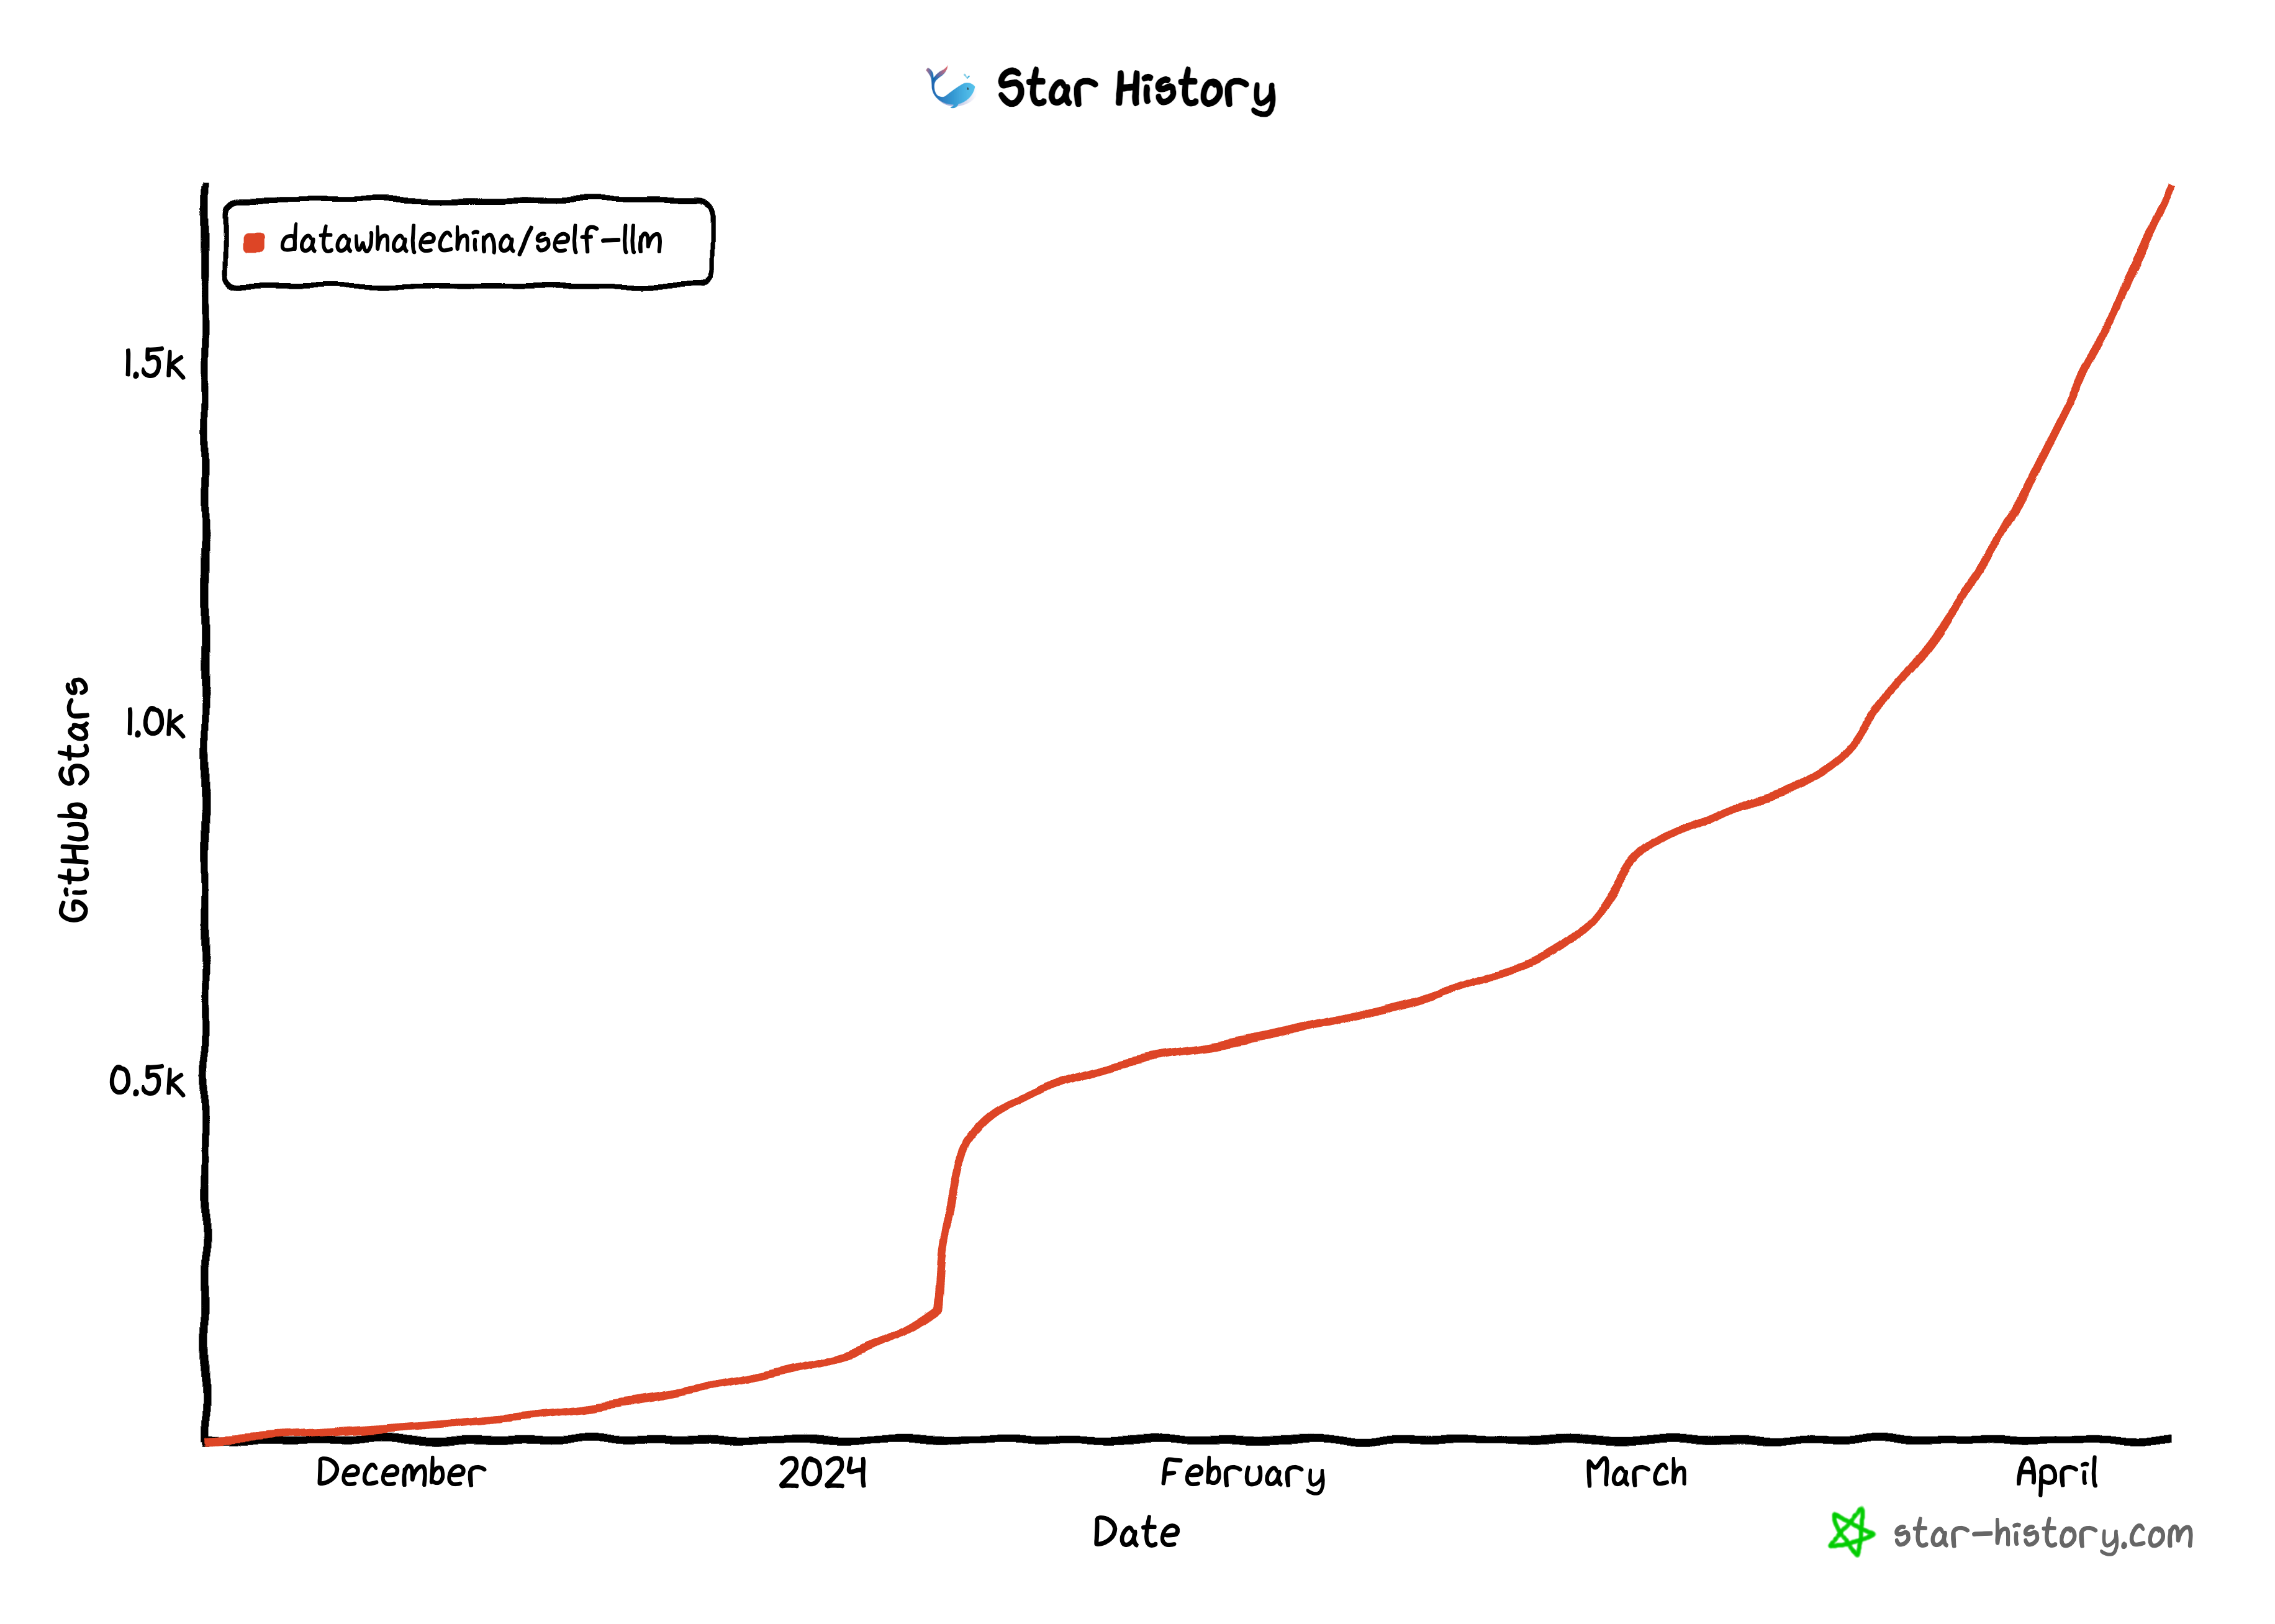 Star History
datawhalechina/self-llm
1.5k
1.0k
0.5k
GitHub Stars
December 2024 February March April
Date
star-history.com